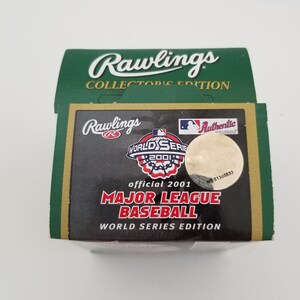 Rawlings
COLLECTOR'S EDITION
Rawlings
R
Authentic
WORLD SERIES
2001
official 2001
MAJOR LEAGUE
BASEBALL
WORLD SERIES EDITION